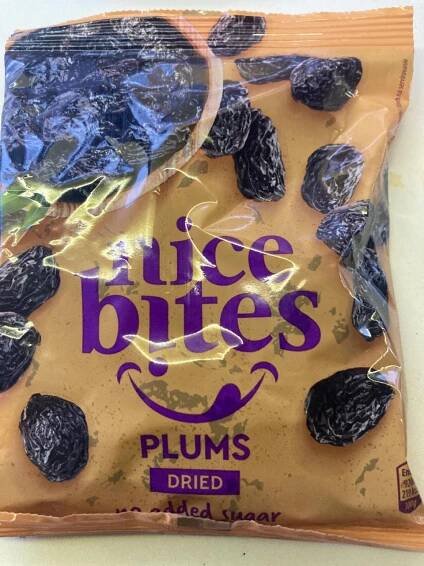 nice
bites
PLUMS
DRIED
no added sugar